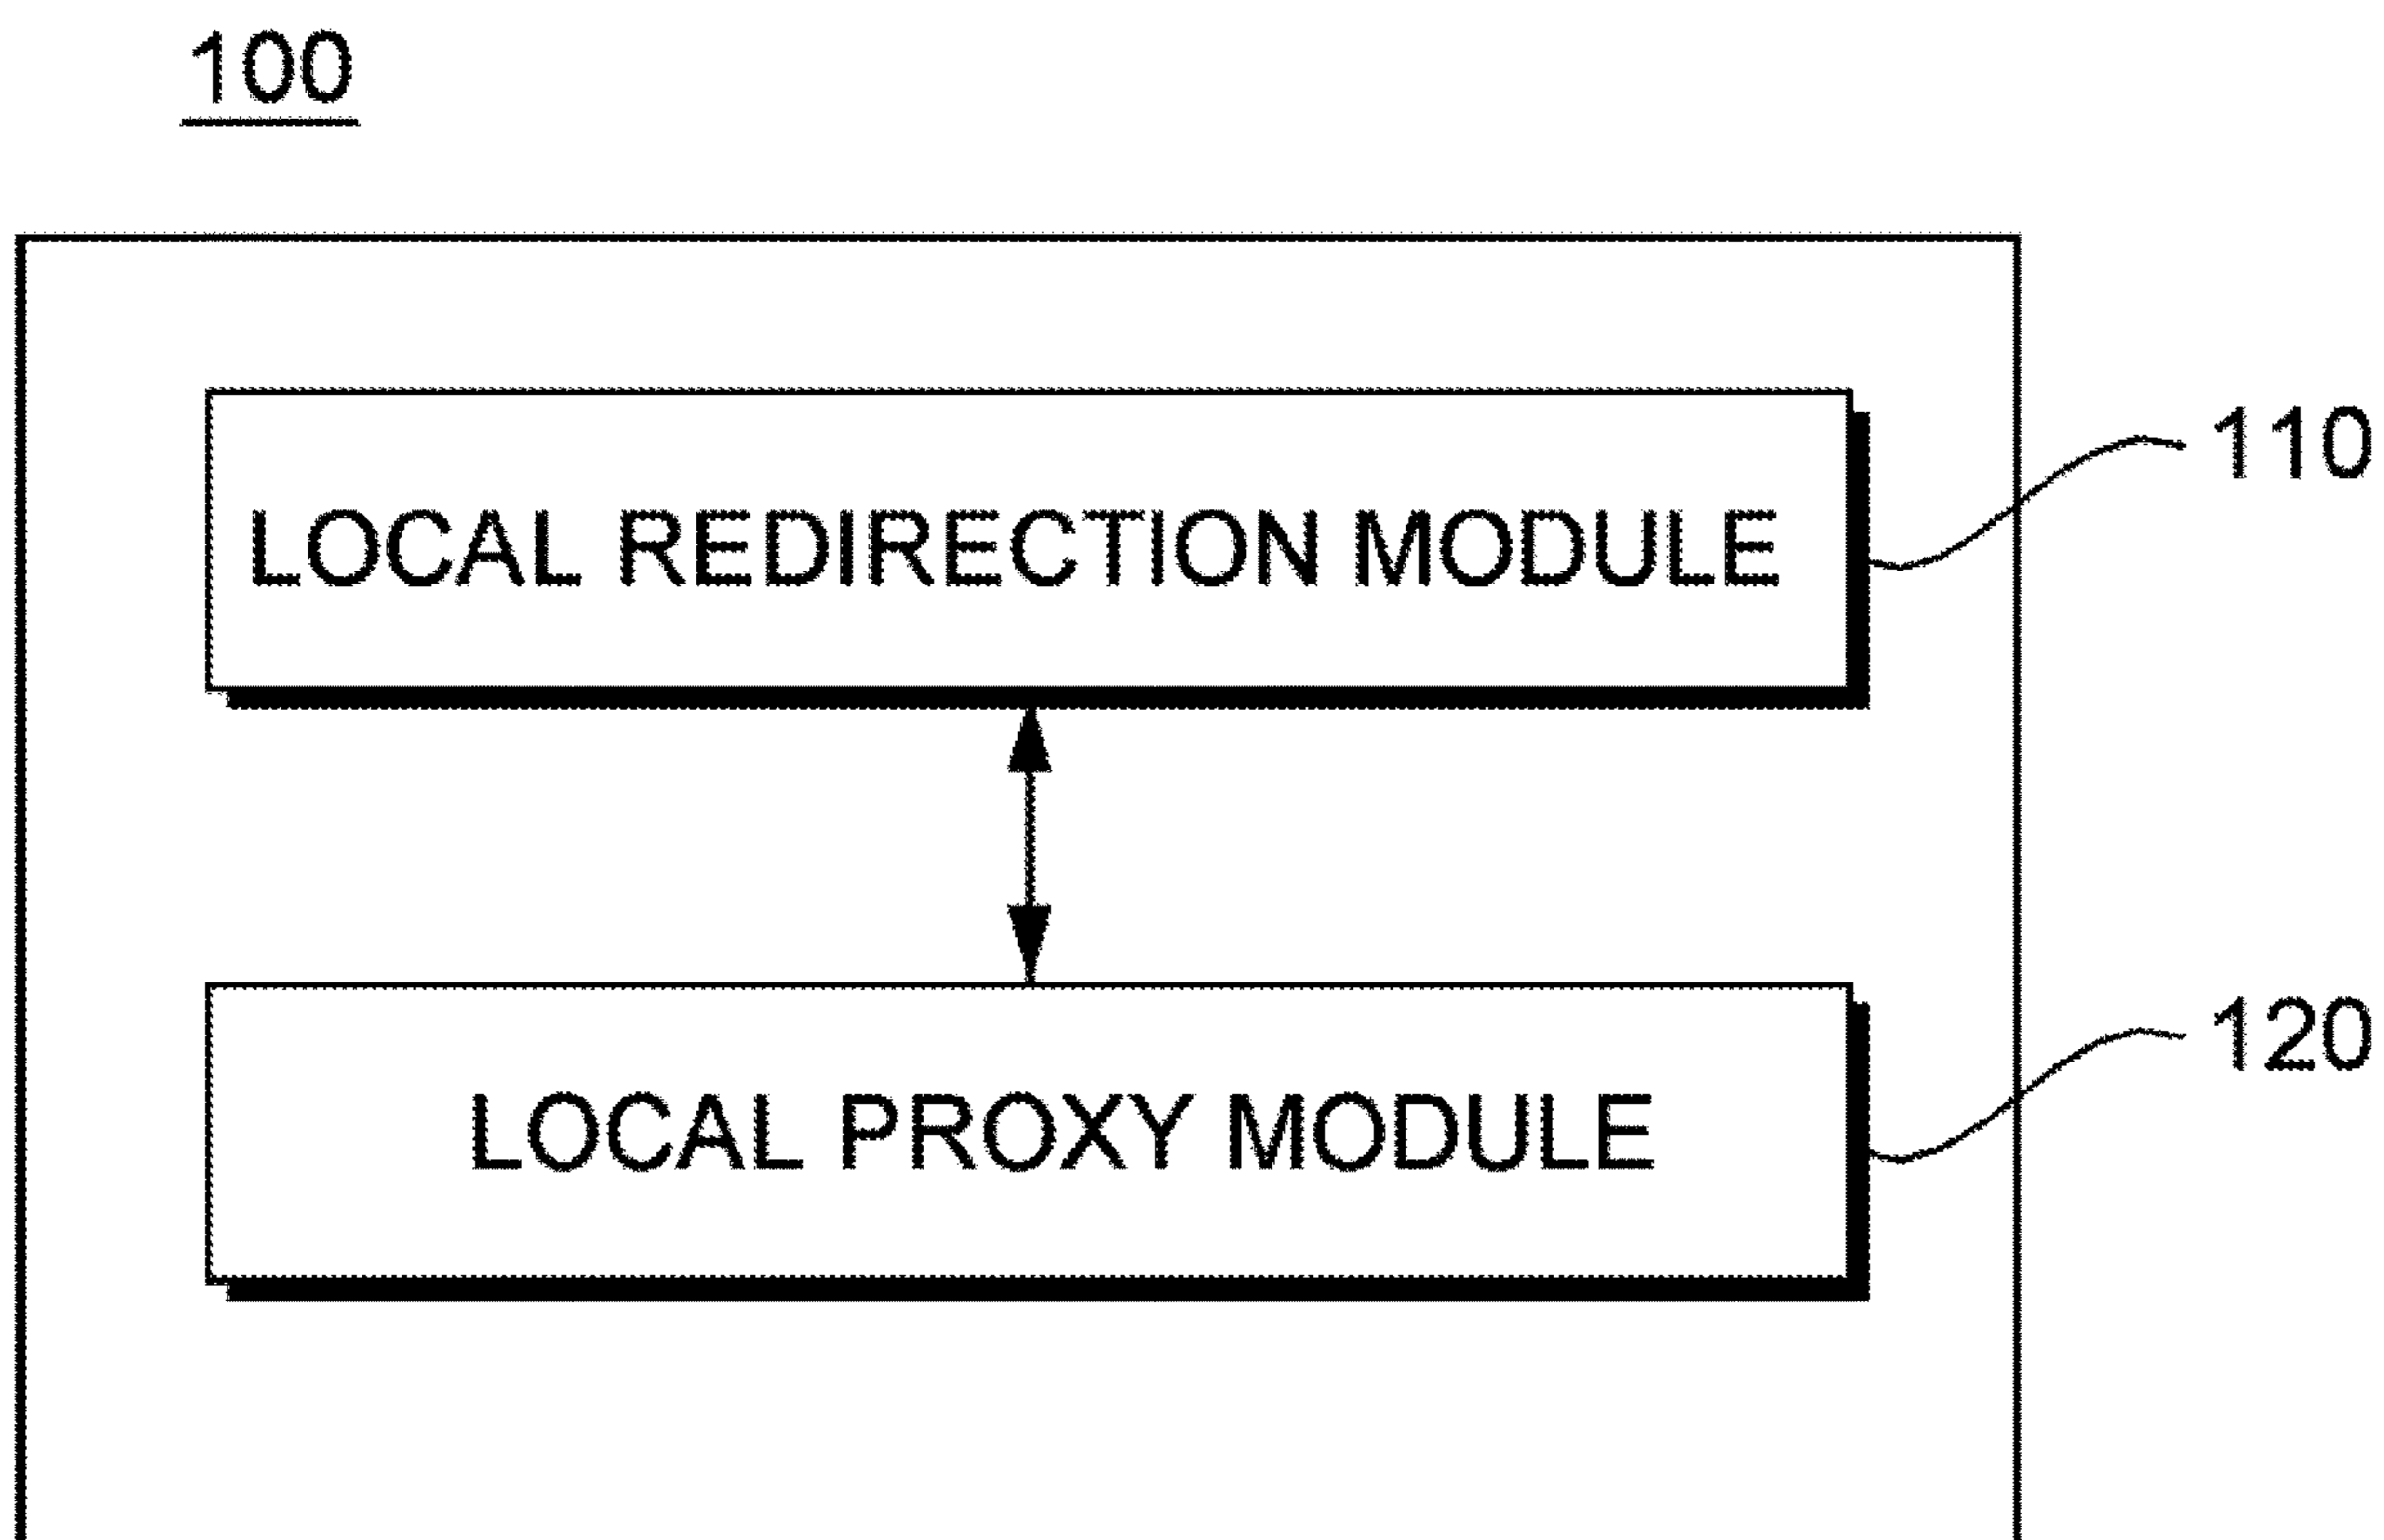 100
LOCAL REDIRECTION MODULE
110
LOCAL PROXY MODULE
120